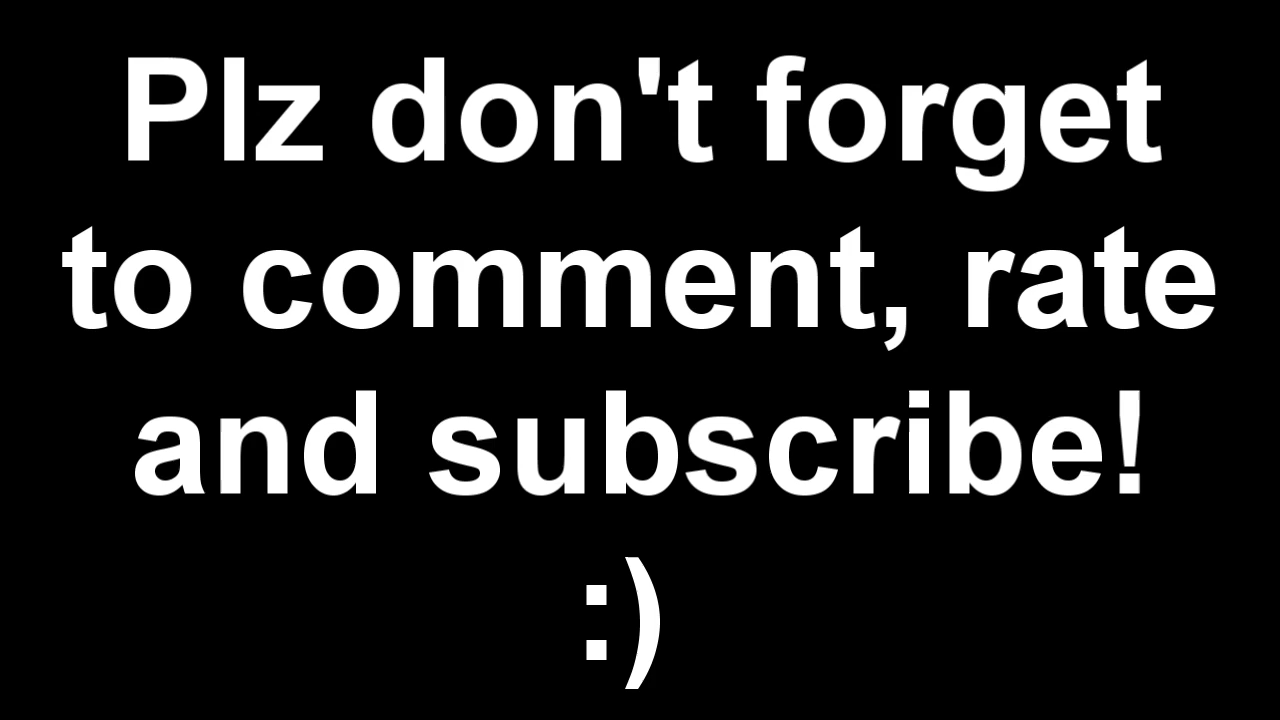 Plz don't forget
to comment, rate
and subscribe!
:)